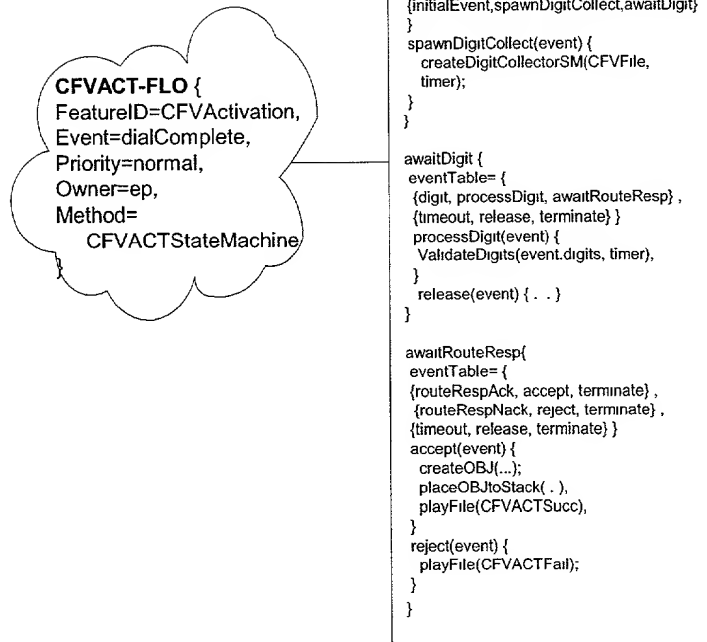 CFVACT-FLO {
FeatureID=CFVActivation,
Event=dialComplete,
Priority=normal,
Owner=ep,
Method=
CFVACTStateMachine
}
{initialEvent,spawnDigitCollect,awaitDigit}
}
spawnDigitCollect(event) {
createDigitCollectorSM(CFVFile,
timer);
}
}
awaitDigit {
eventTable= {
{digit, processDigit, awaitRouteResp} ,
{timeout, release, terminate} }
processDigit(event) {
ValidateDigits(event.digits, timer),
}
release(event) { . . }
}
awaitRouteResp{
eventTable= {
{routeRespAck, accept, terminate} ,
{routeRespNack, reject, terminate} ,
{timeout, release, terminate} }
accept(event) {
createOBJ(...);
placeOBJtoStack( . ),
playFile(CFVACTSucc),
}
reject(event) {
playFile(CFVACTFail);
}
}